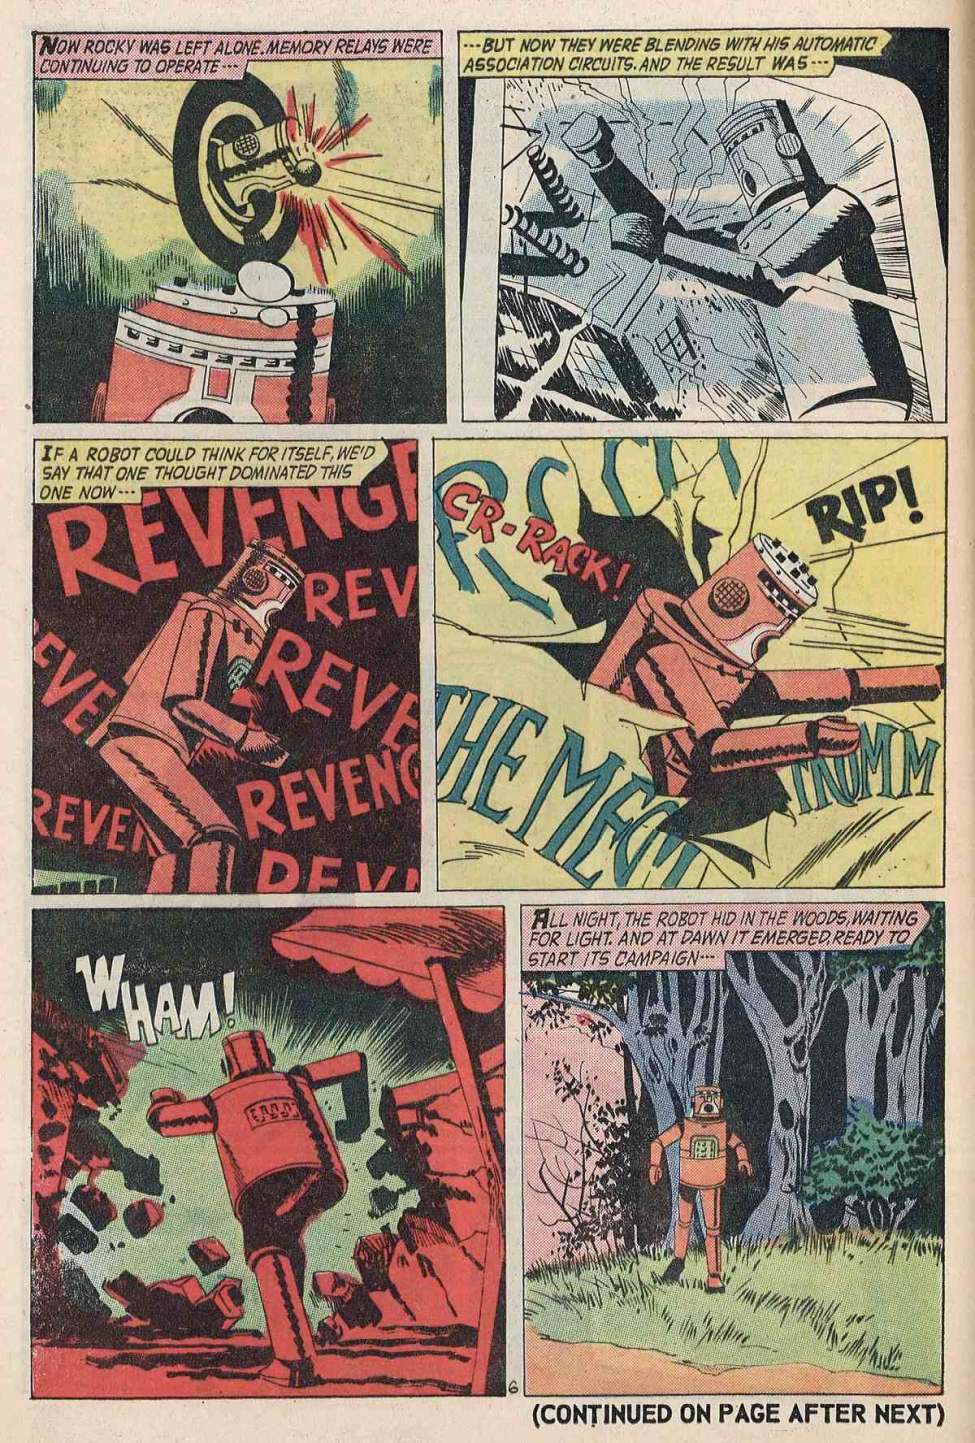 NOW ROCKY WAS LEFT ALONE. MEMORY RELAYS WERE
CONTINUING TO OPERATE---
---BUT NOW THEY WERE BLENDING WITH HIS AUTOMATIC
ASSOCIATION CIRCUITS. AND THE RESULT WAS---
IF A ROBOT COULD THINK FOR ITSELF, WE'D
SAY THAT ONE THOUGHT DOMINATED THIS
ONE NOW---
REVENGE
REV
EVE
REVE
REVEN
REVENG
REV
CR-RACK!
RIP!
THE MECH
WHAM!
ALL NIGHT, THE ROBOT HID IN THE WOODS, WAITING
FOR LIGHT. AND AT DAWN IT EMERGED, READY TO
START ITS CAMPAIGN---
6
(CONTINUED ON PAGE AFTER NEXT)